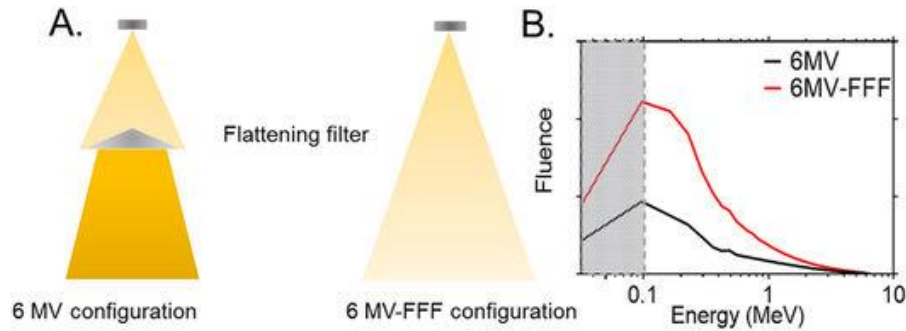 A.
Flattening filter
6 MV configuration
6 MV-FFF configuration
B.
6MV
6MV-FFF
Fluence
0.1
1
10
Energy (MeV)